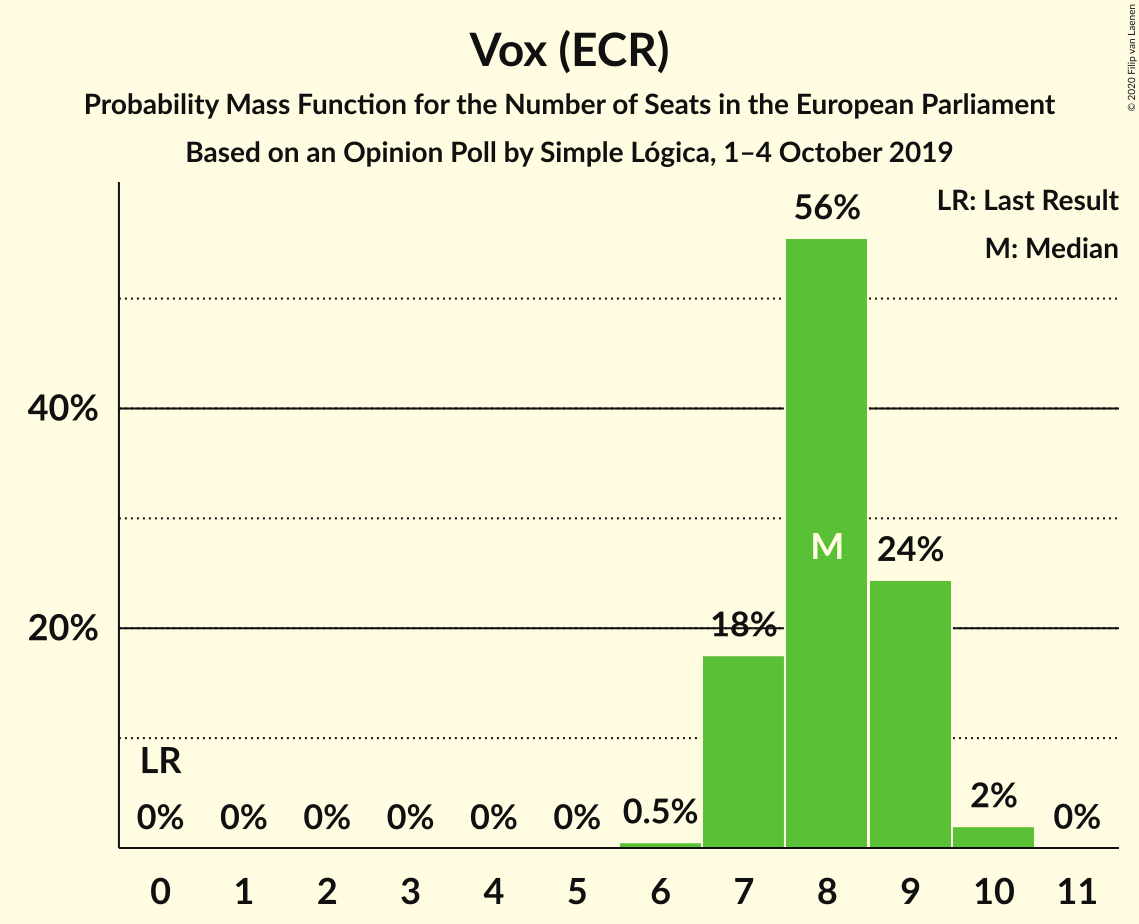 Vox (ECR)
Probability Mass Function for the Number of Seats in the European Parliament
Based on an Opinion Poll by Simple Lógica, 1–4 October 2019
© 2020 Filip van Laenen
LR: Last Result
M: Median
56%
40%
M
24%
20%
18%
LR
0%
0%
0%
0%
0%
0%
0.5%
2%
0%
0 1 2 3 4 5 6 7 8 9 10 11